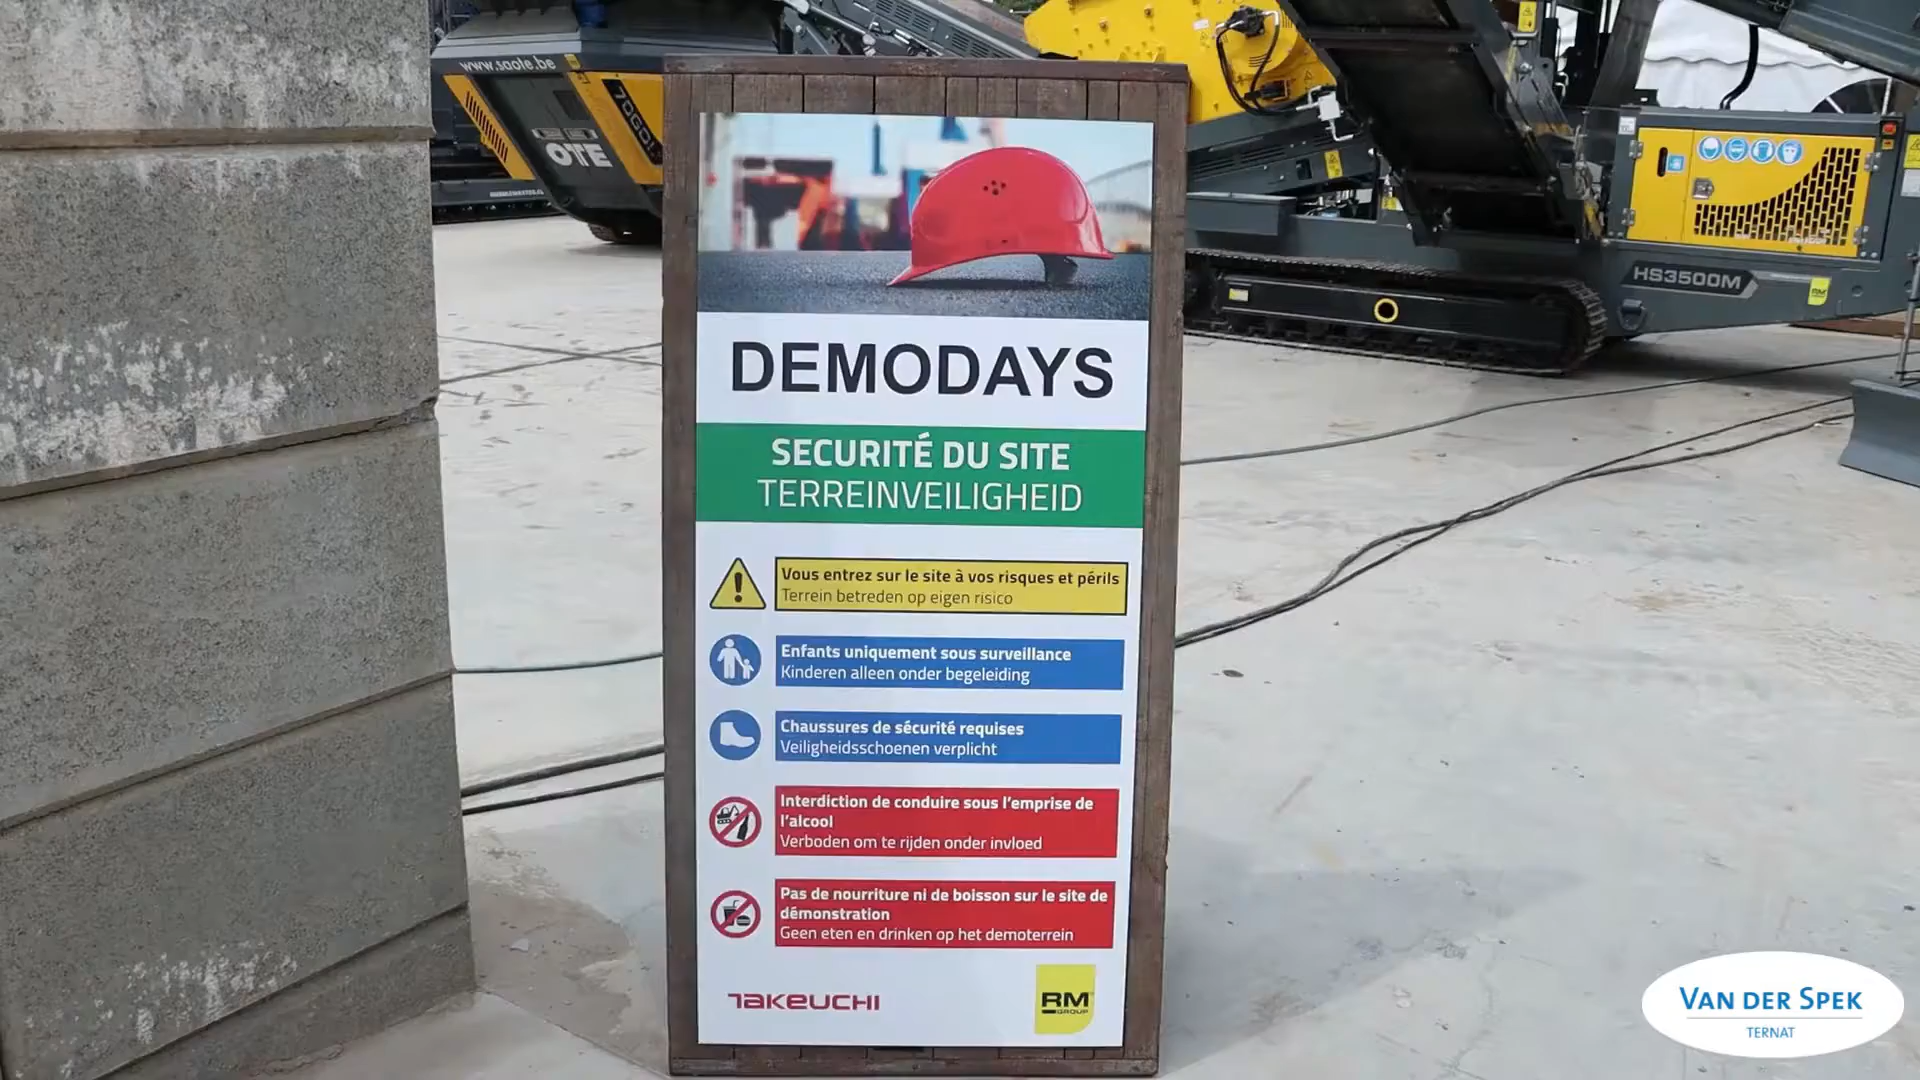 www.saote.be
OTE
DEMODAYS
SECURITÉ DU SITE
TERREINVEILIGHEID
Vous entrez sur le site à vos risques et périls
Terrein betreden op eigen risico
Enfants uniquement sous surveillance
Kinderen alleen onder begeleiding
Chaussures de sécurité requises
Veiligheidsschoenen verplicht
Interdiction de conduire sous l'emprise de
l'alcool
Verboden om te rijden onder invloed
Pas de nourriture ni de boisson sur le site de
démonstration
Geen eten en drinken op het demoterrein
TAKEUCHI
RM
GROUP
HS3500M
RM
VAN DER SPEK
TERNAT